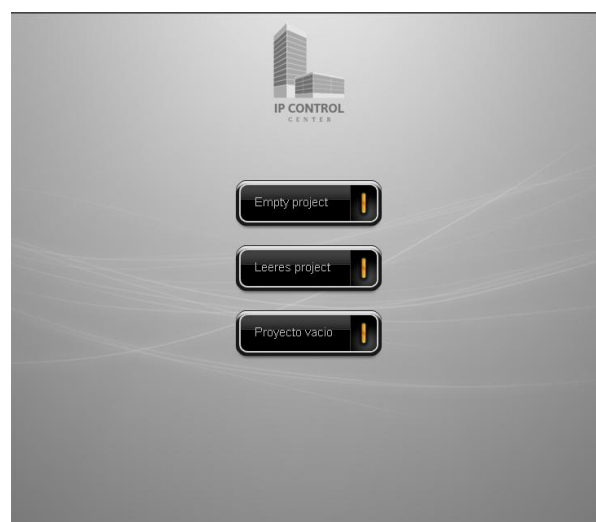 IP CONTROL
CENTER
Empty project
Leeres project
Proyecto vacio